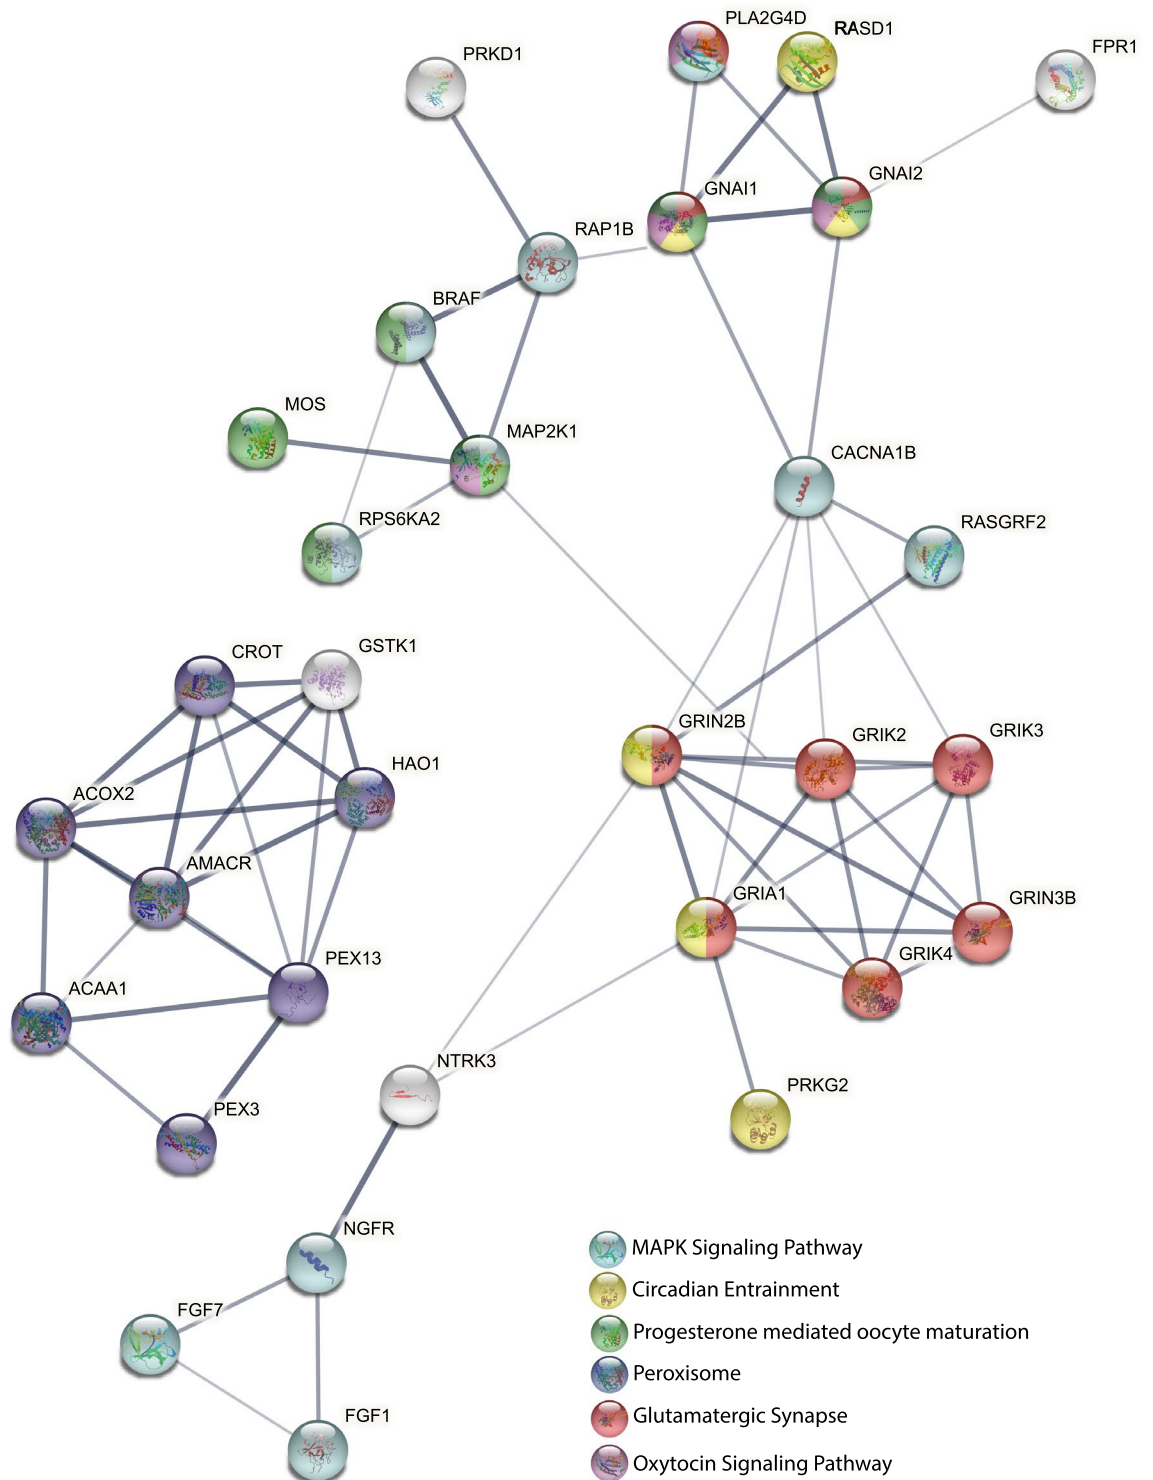 PLA2G4D
RASD1
FPR1
PRKD1
GNAI2
GNAI1
RAP1B
BRAF
MOS
MAP2K1
CACNA1B
RPS6KA2
RASGRF2
CROT
GSTK1
GRIN2B
GRIK2
GRIK3
HAO1
ACOX2
AMACR
GRIA1
GRIN3B
GRIK4
PEX13
ACAA1
NTRK3
PRKG2
PEX3
NGFR
MAPK Signaling Pathway
Circadian Entrainment
FGF7
Progesterone mediated oocyte maturation
Peroxisome
FGF1
Glutamatergic Synapse
Oxytocin Signaling Pathway